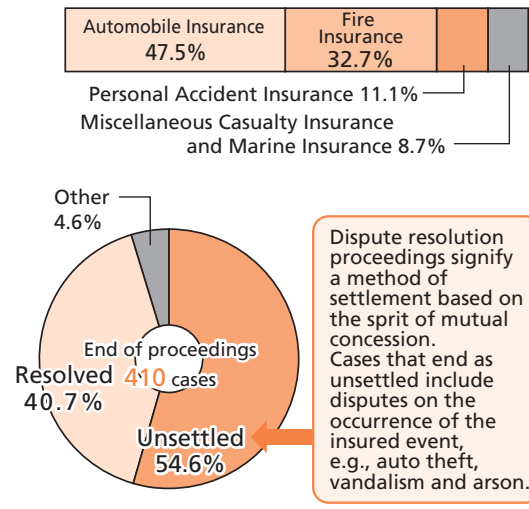 Automobile Insurance
47.5%
Fire
Insurance
32.7%
Personal Accident Insurance 11.1%
Miscellaneous Casualty Insurance
and Marine Insurance 8.7%
Other
4.6%
End of proceedings
410 cases
Resolved
40.7%
Unsettled
54.6%
Dispute resolution
proceedings signify
a method of
settlement based on
the sprit of mutual
concession.
Cases that end as
unsettled include
disputes on the
occurrence of the
insured event,
e.g., auto theft,
vandalism and arson.